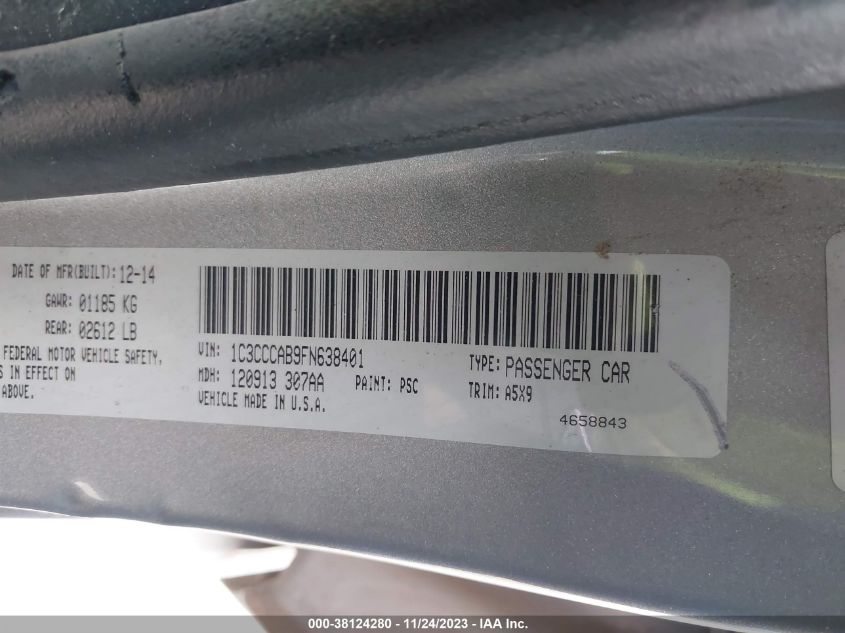 DATE OF MFR(BUILT): 12-14
GAWR: 01185 KG
REAR: 02612 LB
FEDERAL MOTOR VEHICLE SAFETY,
S IN EFFECT ON
ABOVE.
VIN: 1C3CCCAB9FN638401
TYPE: PASSENGER CAR
MDH: 120913 307AA PAINT: PSC
TRIM: A5X9
VEHICLE MADE IN U.S.A.
4658843
000-38124280 - 11/24/2023 - IAA Inc.